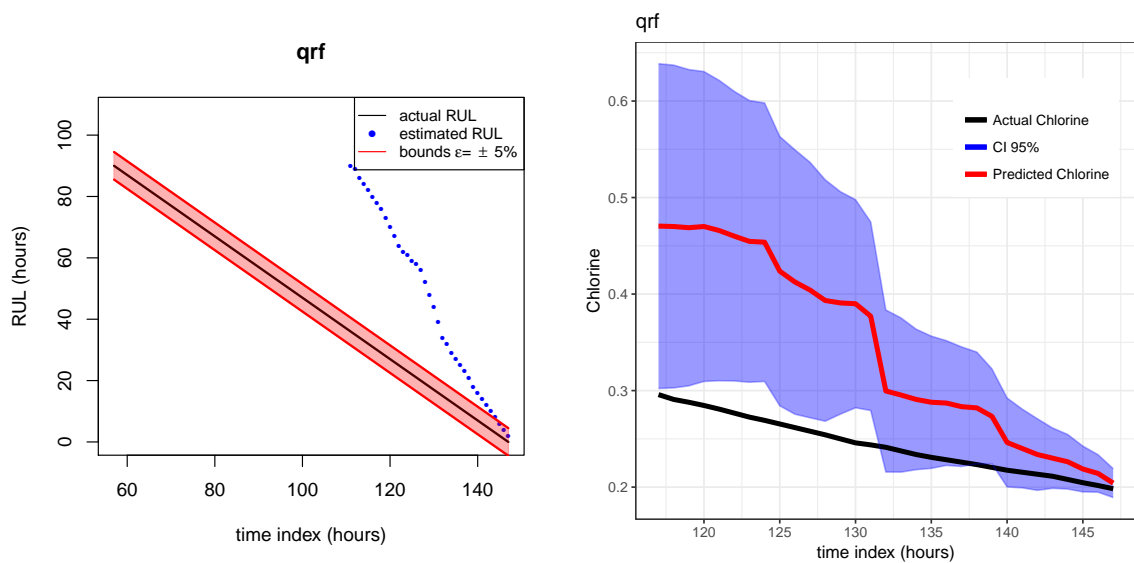 qrf
actual RUL
estimated RUL
bounds ε= ± 5%
RUL (hours)
100
80
60
40
20
0
60
80
100
120
140
time index (hours)
qrf
Actual Chlorine
CI 95%
Predicted Chlorine
Chlorine
0.6
0.5
0.4
0.3
0.2
120
125
130
135
140
145
time index (hours)